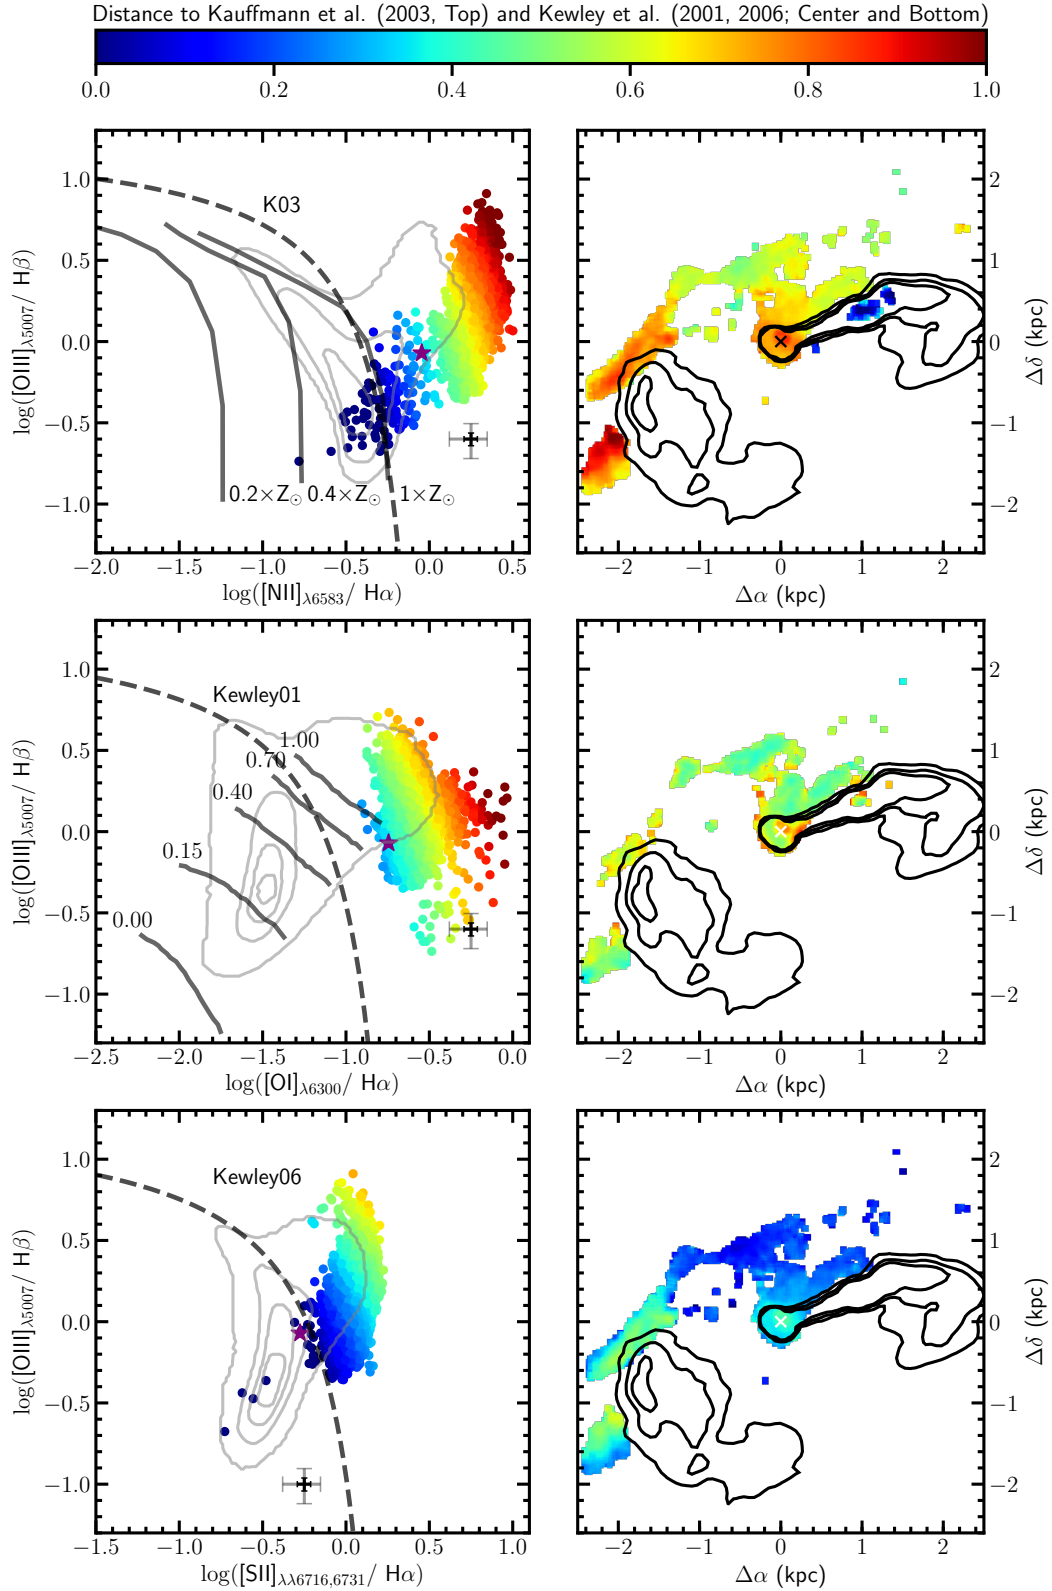 Distance to Kauffmann et al. (2003, Top) and Kewley et al. (2001, 2006; Center and Bottom)
0.0 0.2 0.4 0.6 0.8 1.0
K03
0.2×Z⊙ 0.4×Z⊙ 1×Z⊙
1.0 0.5 0.0 −0.5 −1.0
log([OIII]λ5007/ Hβ)
−2.0 −1.5 −1.0 −0.5 0.0 0.5
log([NII]λ6583/ Hα)
2 1 0 −1 −2
Δδ (kpc)
−2 −1 0 1 2
Δα (kpc)
Kewley01
1.00
0.70
0.40
0.15
0.00
1.0 0.5 0.0 −0.5 −1.0
log([OIII]λ5007/ Hβ)
−2.5 −2.0 −1.5 −1.0 −0.5 0.0
log([OI]λ6300/ Hα)
2 1 0 −1 −2
Δδ (kpc)
−2 −1 0 1 2
Δα (kpc)
Kewley06
1.0 0.5 0.0 −0.5 −1.0
log([OIII]λ5007/ Hβ)
−1.5 −1.0 −0.5 0.0 0.5 1.0
log([SII]λλ6716,6731/ Hα)
2 1 0 −1 −2
Δδ (kpc)
−2 −1 0 1 2
Δα (kpc)